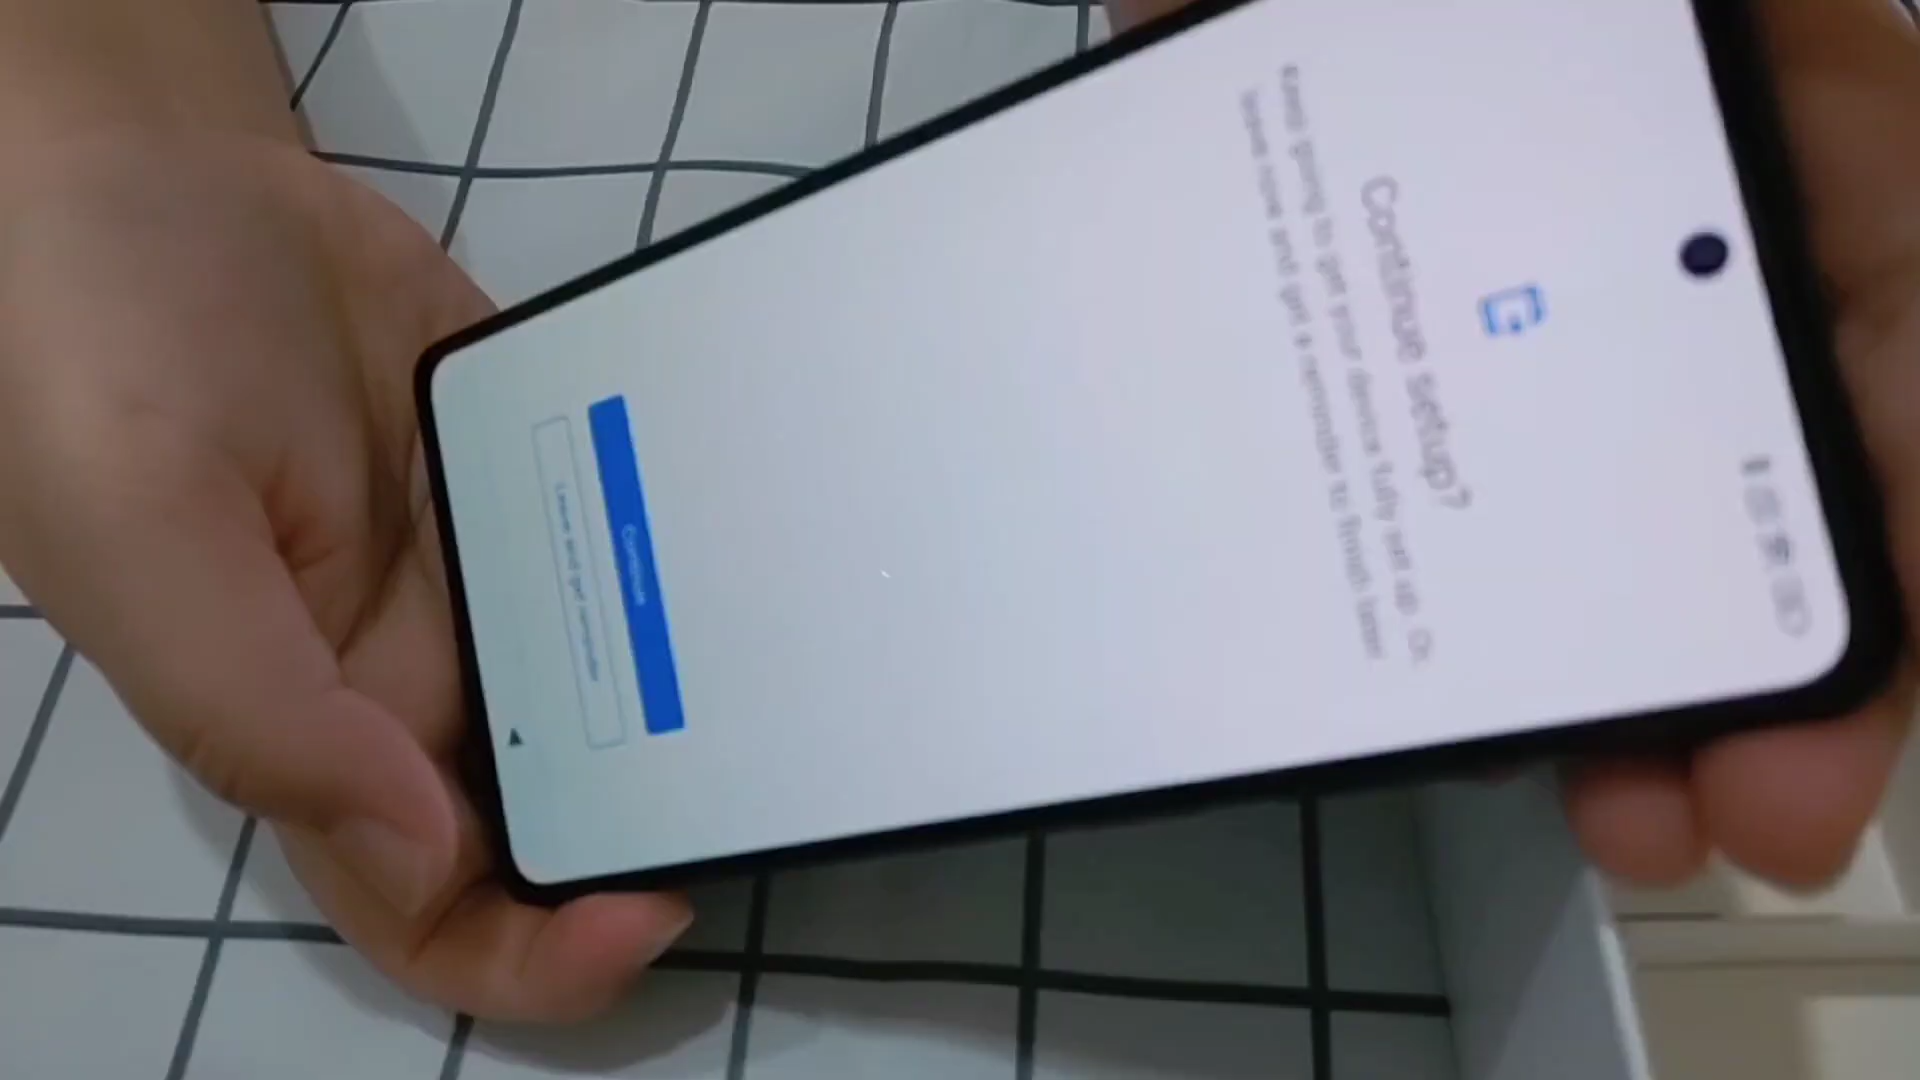 Continue setup?
Keep going to get your device fully set up. Or,
leave now and get a reminder to finish later
Continue
Leave and get reminder